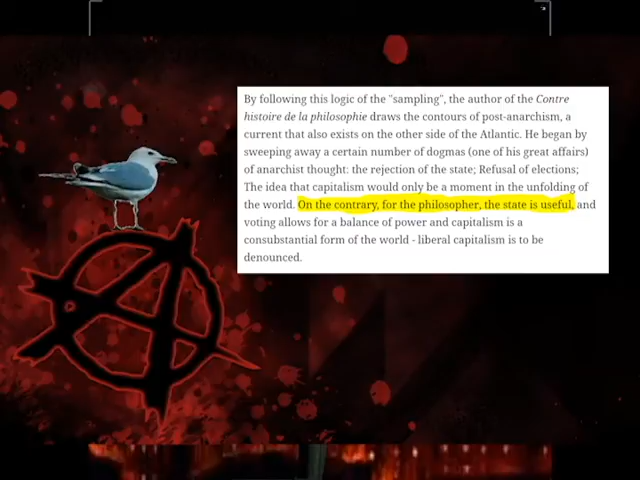 By following this logic of the "sampling", the author of the Contre
histoire de la philosophie draws the contours of post-anarchism, a
current that also exists on the other side of the Atlantic. He began by
sweeping away a certain number of dogmas (one of his great affairs)
of anarchist thought: the rejection of the state; Refusal of elections;
The idea that capitalism would only be a moment in the unfolding of
the world. On the contrary, for the philosopher, the state is useful, and
voting allows for a balance of power and capitalism is a
consubstantial form of the world - liberal capitalism is to be
denounced.